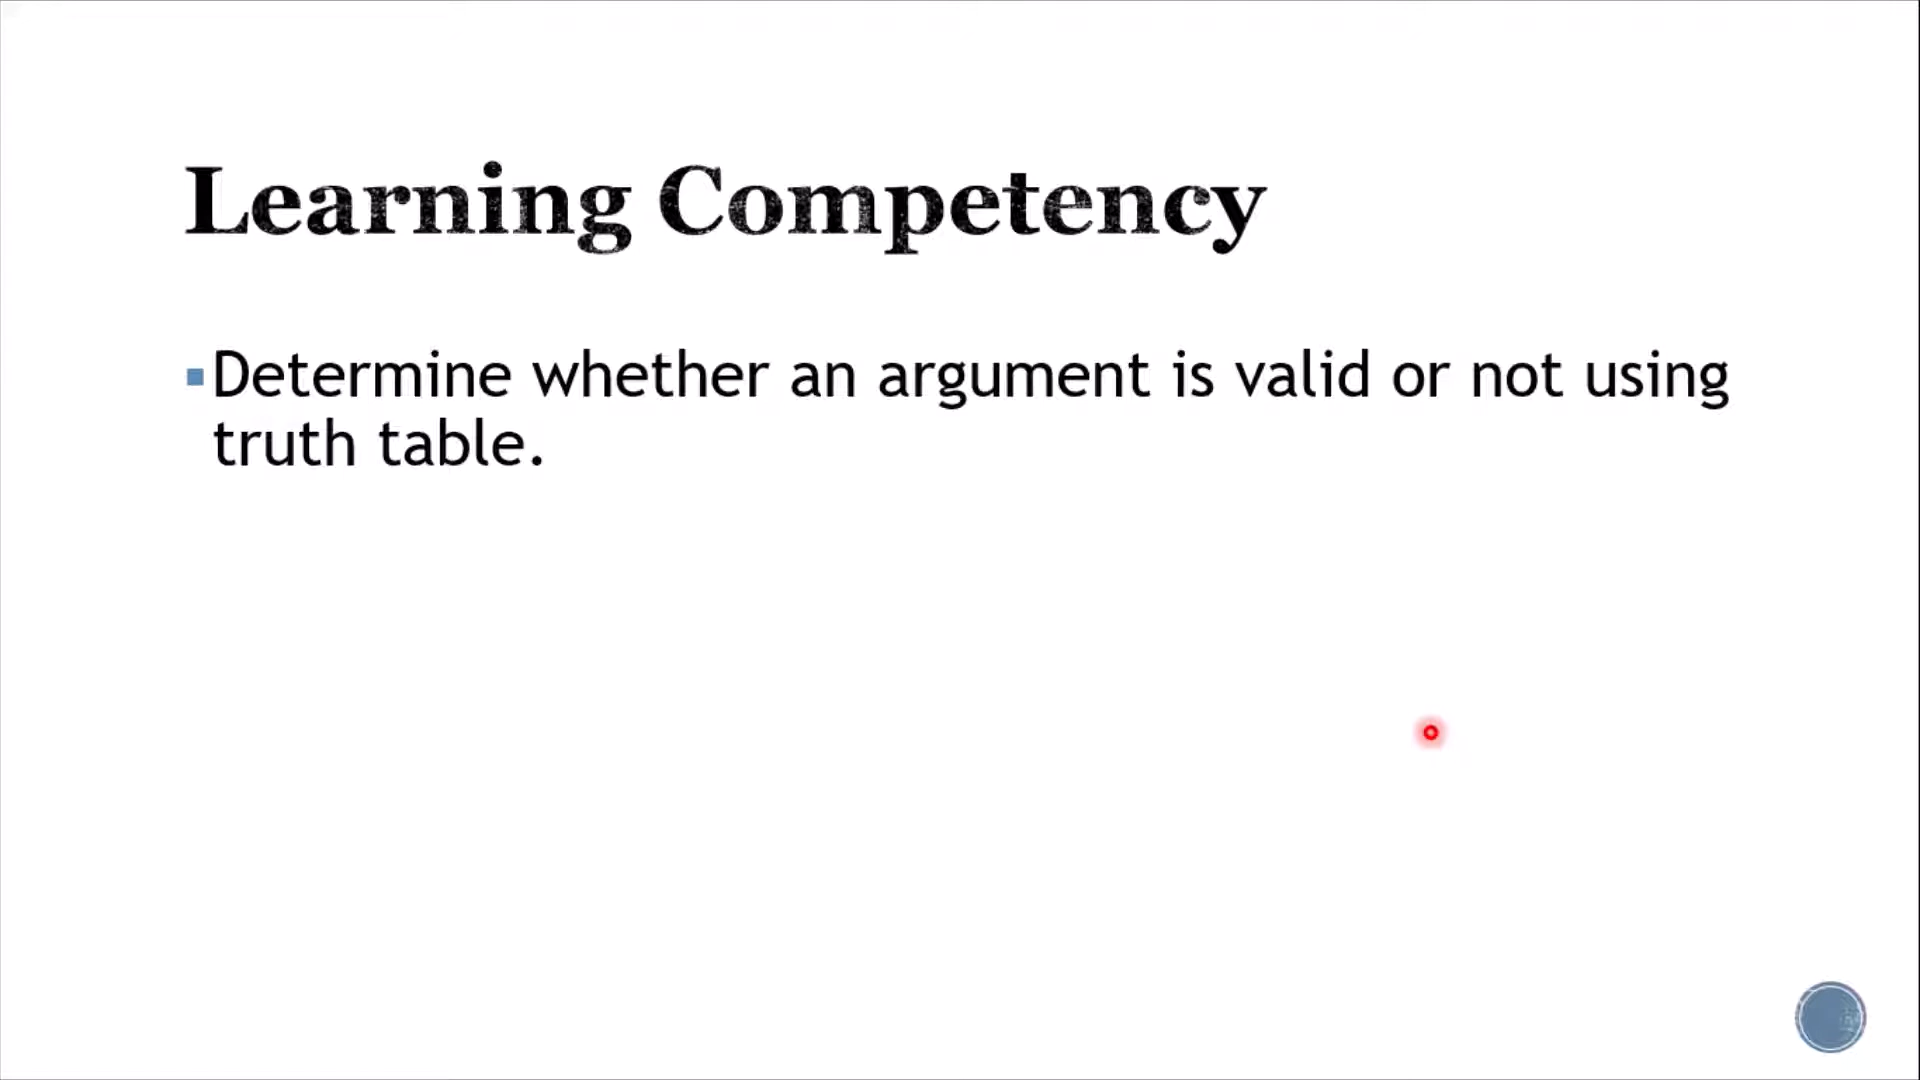 Learning Competency
▪Determine whether an argument is valid or not using
truth table.